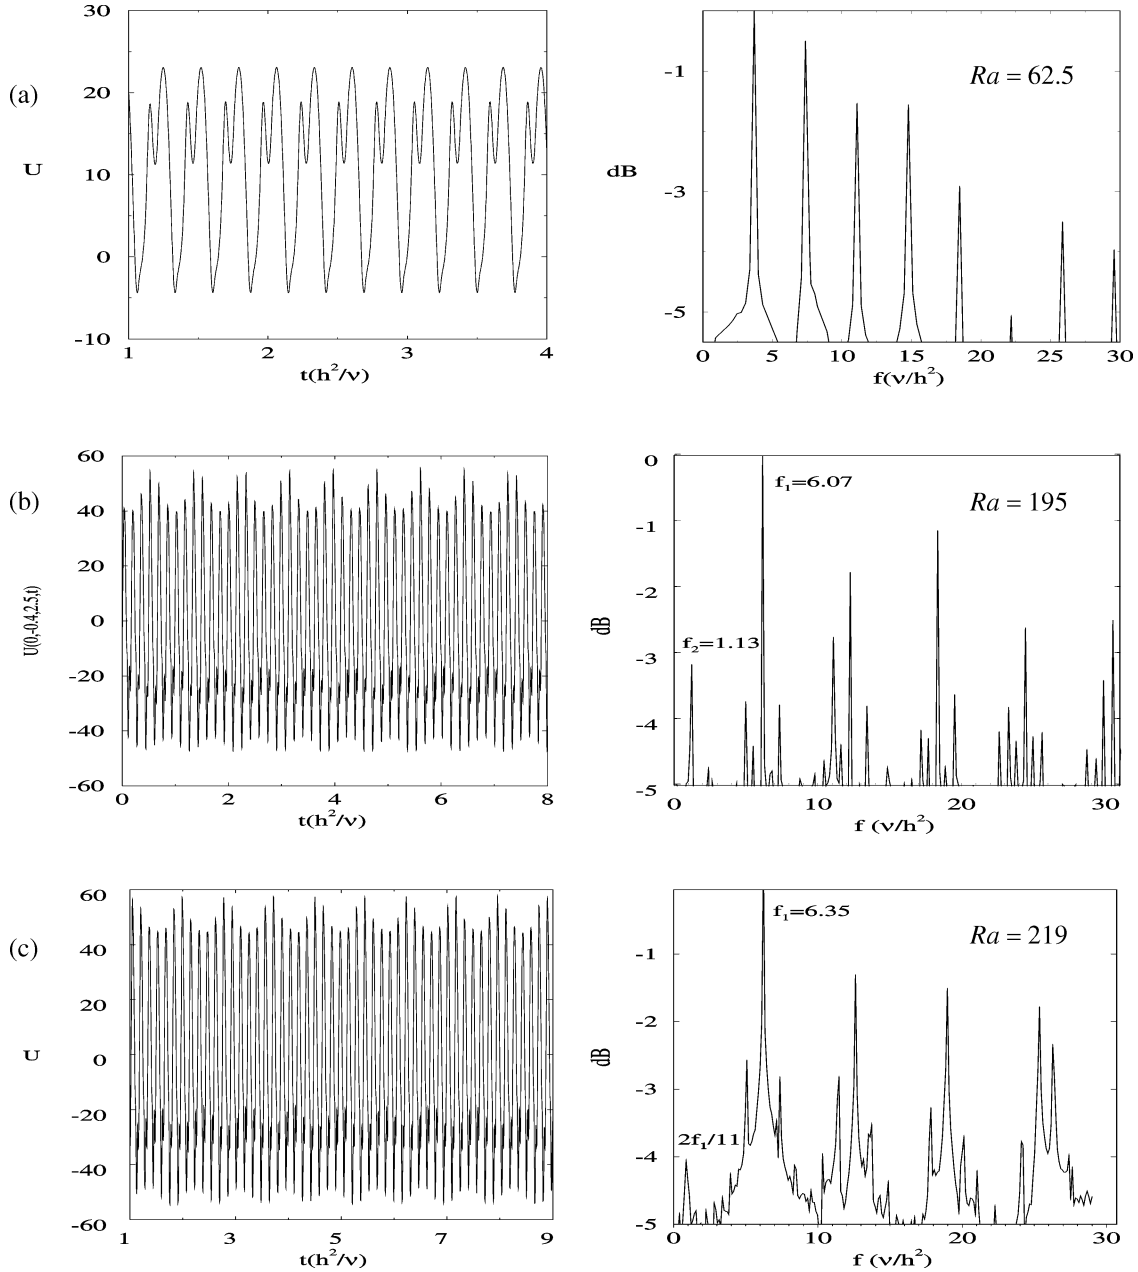 (a)
30
20
10
0
-10
U
1
2
3
4
t(h²/ν)
Ra = 62.5
-1
-3
-5
dB
0
5
10
15
20
25
30
f(ν/h²)
(b)
60
40
20
0
-20
-40
-60
U(0,-0.4,2.5,t)
0
2
4
6
8
t(h²/ν)
f₁=6.07
Ra = 195
f₂=1.13
0
-1
-2
-3
-4
-5
dB
0
10
20
30
f (ν/h²)
(c)
60
40
20
0
-20
-40
-60
U
1
3
5
7
9
t(h²/ν)
f₁=6.35
Ra = 219
2f₁/11
-1
-2
-3
-4
-5
dB
0
10
20
30
f (ν/h²)